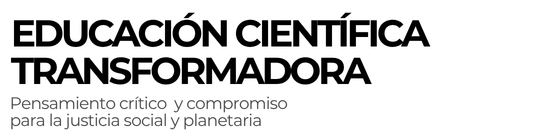 EDUCACIÓN CIENTÍFICA
TRANSFORMADORA
Pensamiento crítico y compromiso
para la justicia social y planetaria